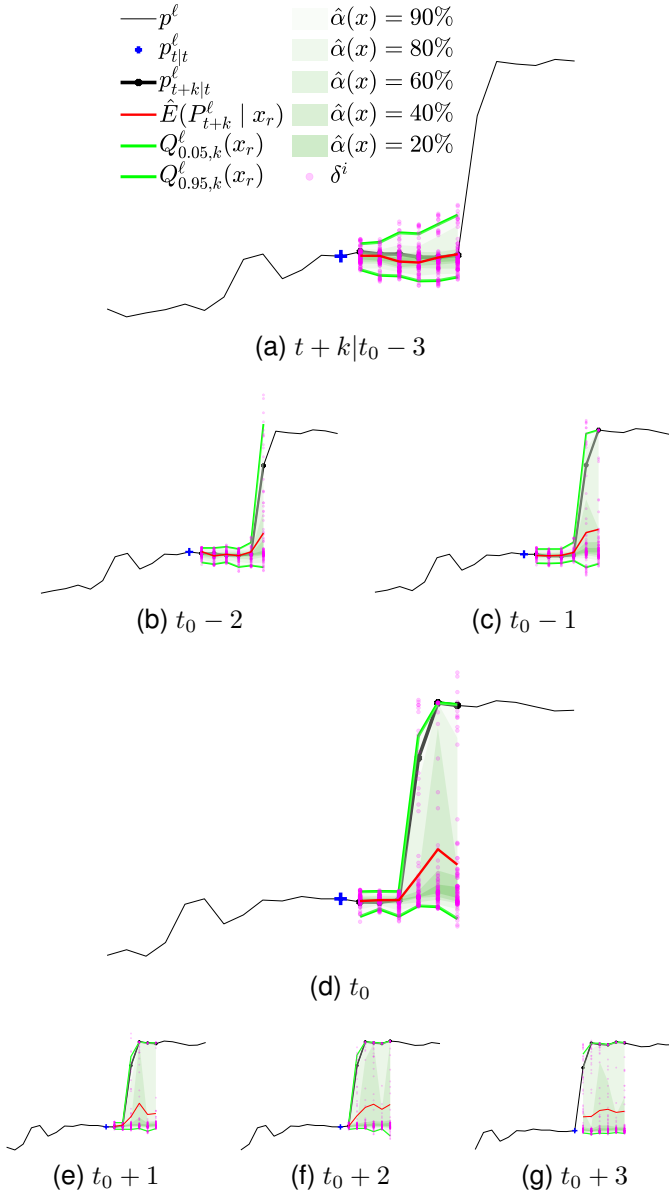 p^ℓ
p^ℓ_{t|t}
p^ℓ_{t+k|t}
Ê(P^ℓ_{t+k} | x_r)
Q^ℓ_{0.05,k}(x_r)
Q^ℓ_{0.95,k}(x_r)
α̂(x) = 90%
α̂(x) = 80%
α̂(x) = 60%
α̂(x) = 40%
α̂(x) = 20%
δ^i
(a) t + k|t_0 − 3
(b) t_0 − 2
(c) t_0 − 1
(d) t_0
(e) t_0 + 1
(f) t_0 + 2
(g) t_0 + 3